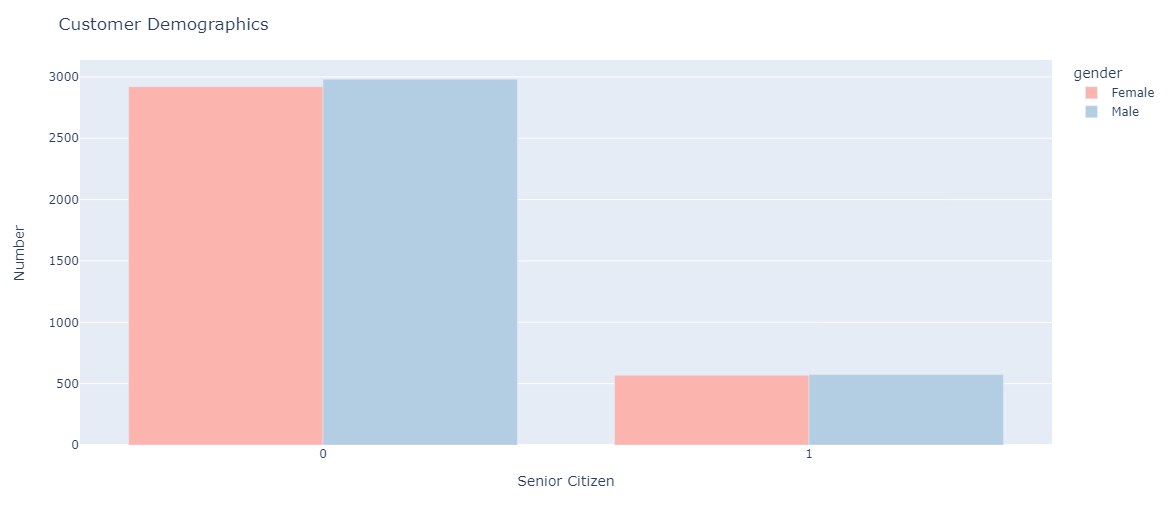 Customer Demographics
gender
Female
Male
Number
3000
2500
2000
1500
1000
500
0
0
1
Senior Citizen